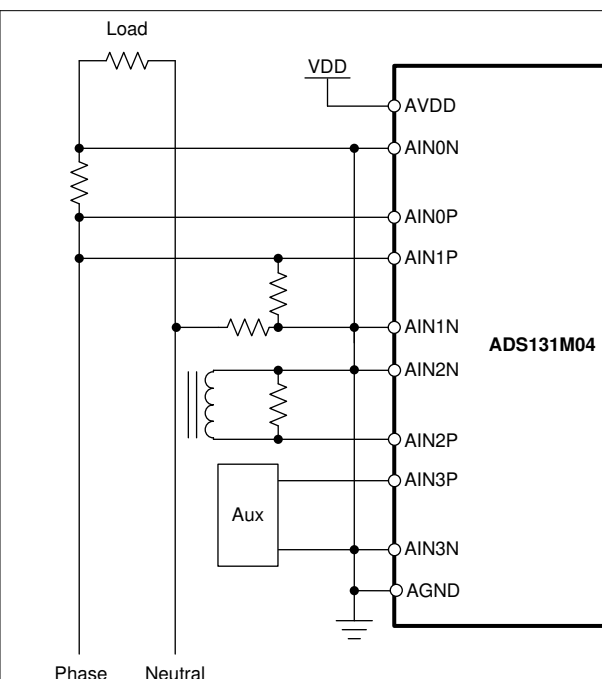 Load
VDD
AVDD
AIN0N
AIN0P
AIN1P
AIN1N
ADS131M04
AIN2N
AIN2P
AIN3P
Aux
AIN3N
AGND
Phase Neutral